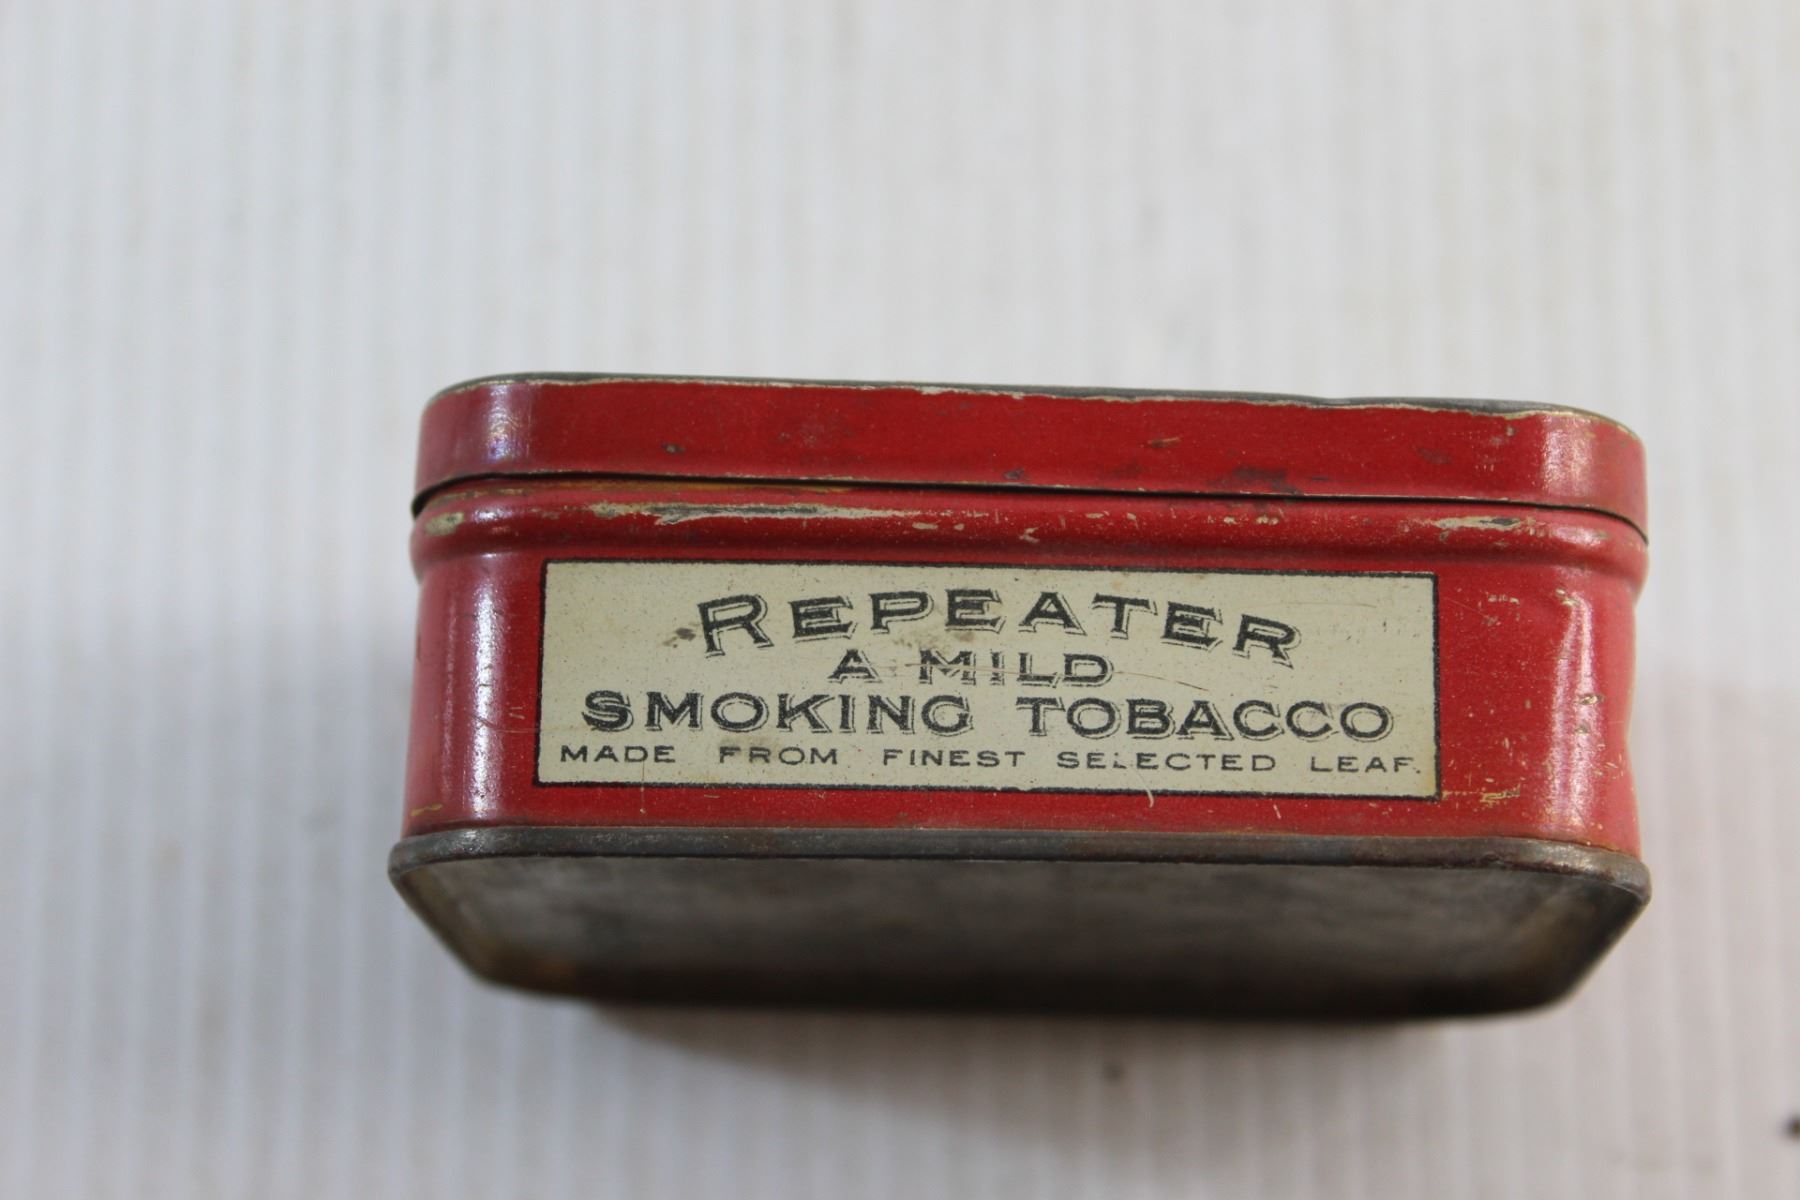 REPEATER
A MILD
SMOKING TOBACCO
MADE FROM FINEST SELECTED LEAF.